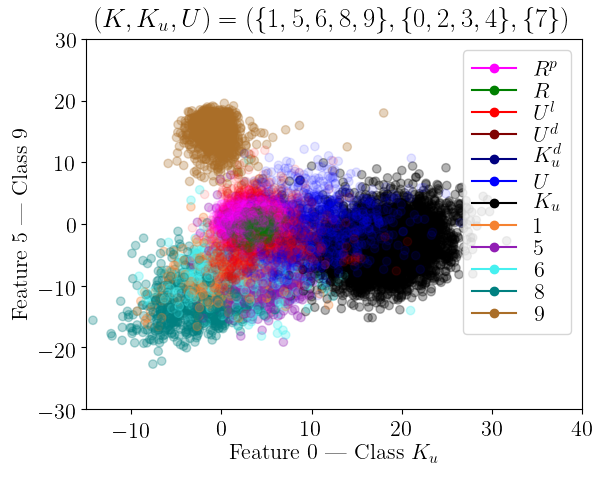 (K, K_u, U) = ({1, 5, 6, 8, 9}, {0, 2, 3, 4}, {7})
Feature 5 — Class 9
30
20
10
0
−10
−20
−30
R^p
R
U^l
U^d
K_u^d
U
K_u
1
5
6
8
9
−10 0 10 20 30 40
Feature 0 — Class K_u